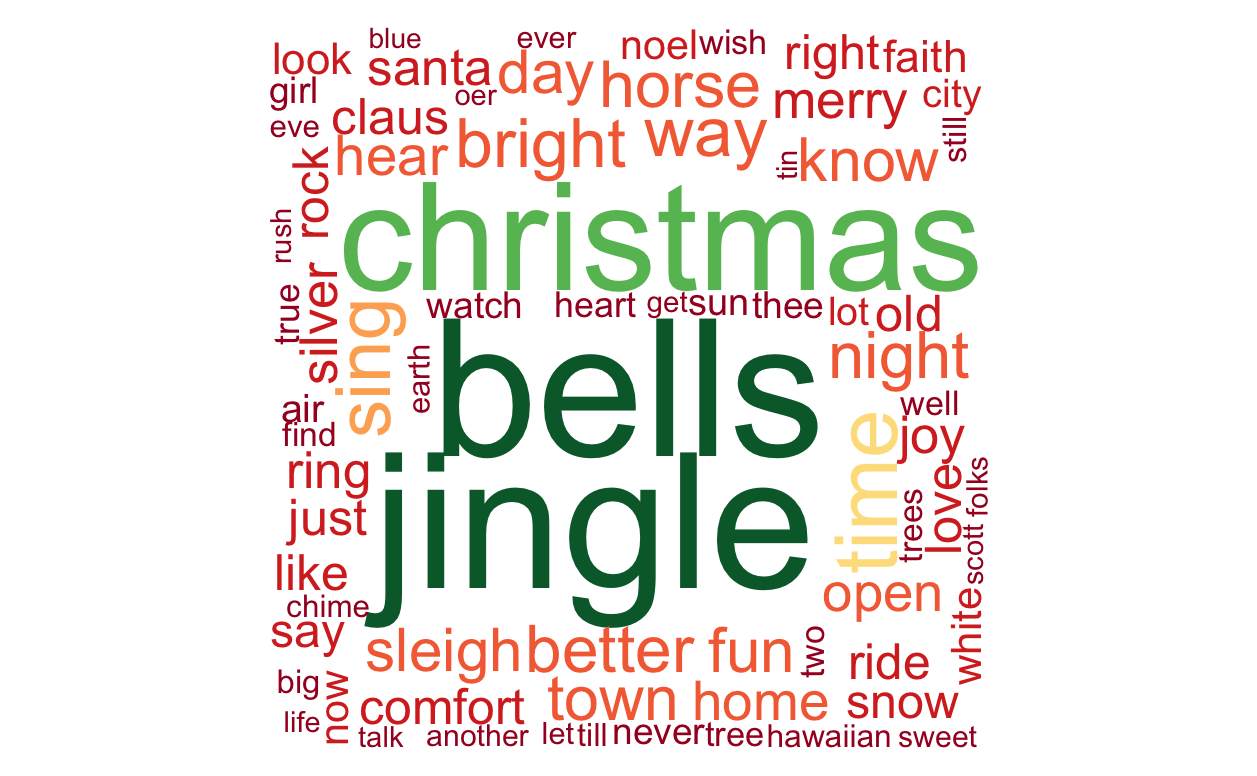 look blue ever noel wish right faith
girl santa day horse merry city
eve claus oer bright way know still
hear tin
rock christmas
rush
true silver watch heart get sun thee lot old
sing earth bells night
air well
find joy
ring jingle time love folks
just trees scott
like open white
chime
say sleigh better fun two ride
big town home snow
life now comfort
talk another let till never tree hawaiian sweet